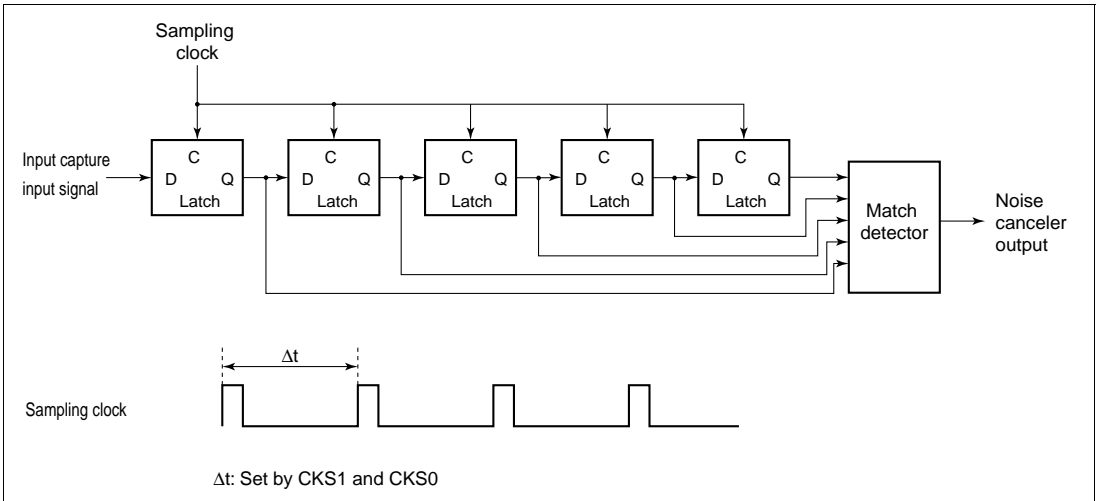 Sampling
clock
Input capture
input signal
C
D Q
Latch
C
D Q
Latch
C
D Q
Latch
C
D Q
Latch
C
D Q
Latch
Match
detector
Noise
canceler
output
Δt
Sampling clock
Δt: Set by CKS1 and CKS0